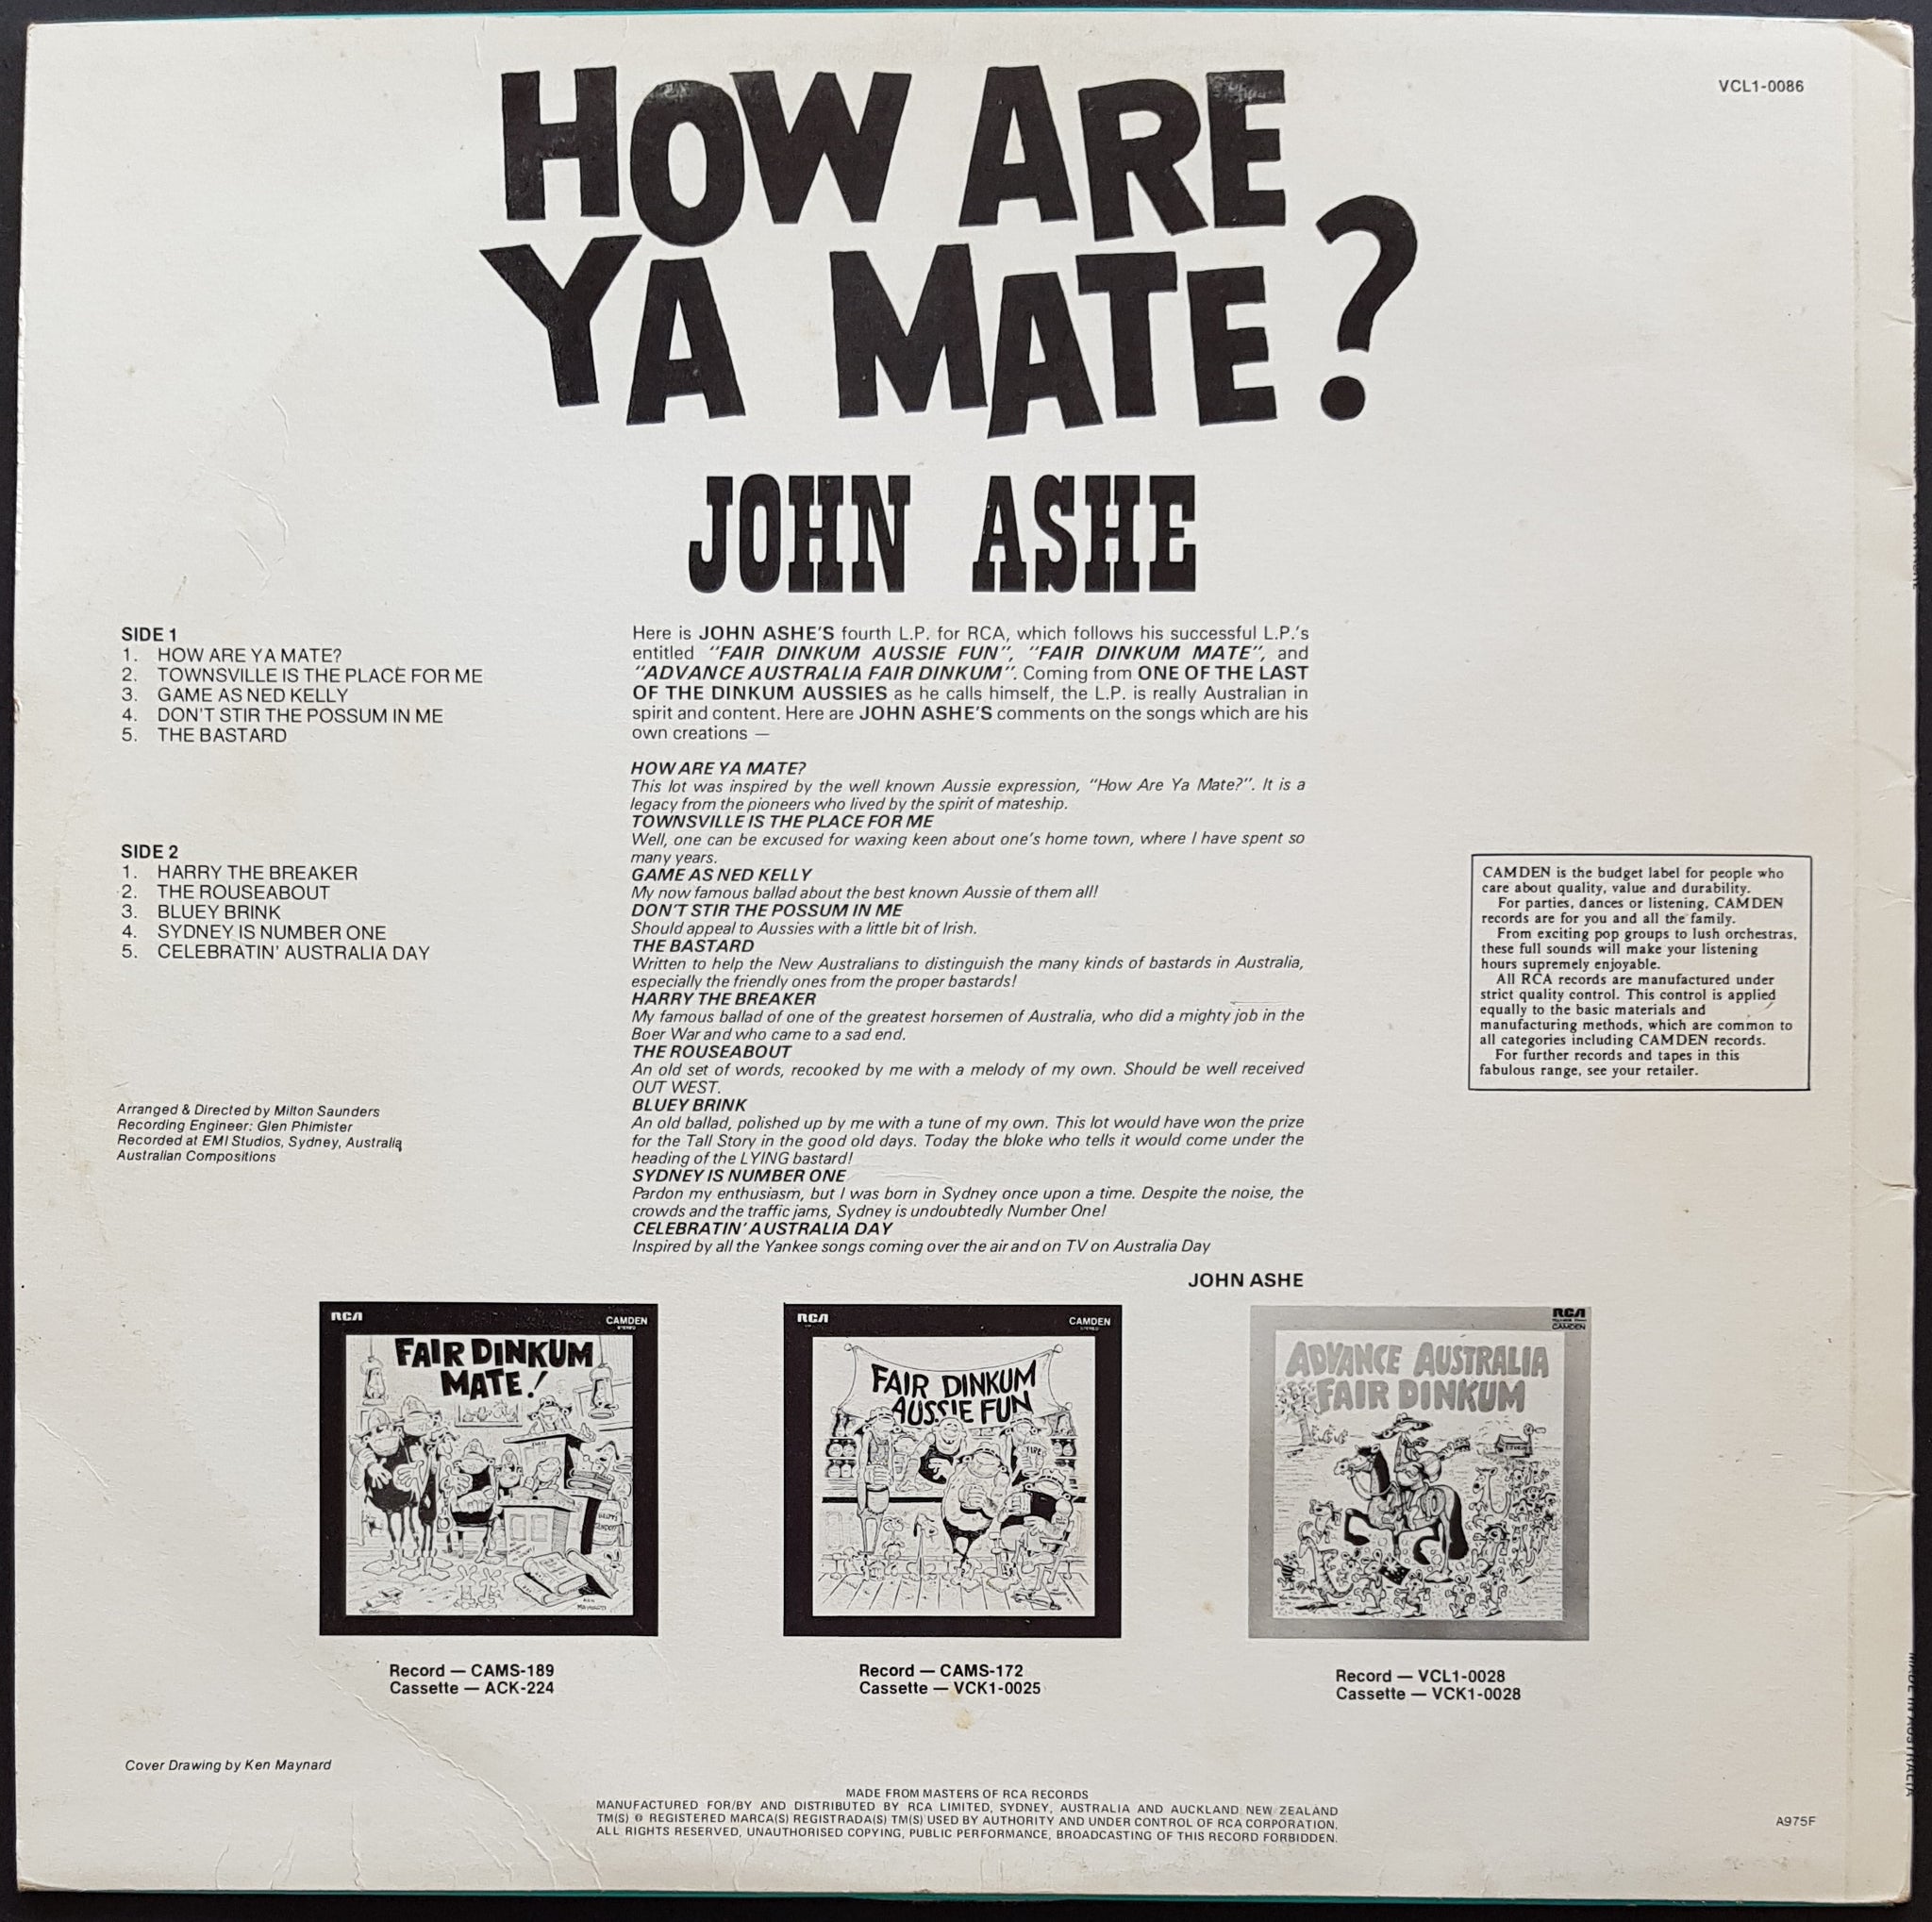 VCL1-0086
HOW ARE
YA MATE?
JOHN ASHE
SIDE 1
1. HOW ARE YA MATE?
2. TOWNSVILLE IS THE PLACE FOR ME
3. GAME AS NED KELLY
4. DON'T STIR THE POSSUM IN ME
5. THE BASTARD
SIDE 2
1. HARRY THE BREAKER
2. THE ROUSEABOUT
3. BLUEY BRINK
4. SYDNEY IS NUMBER ONE
5. CELEBRATIN' AUSTRALIA DAY
Arranged & Directed by Milton Saunders
Recording Engineer: Glen Phimister
Recorded at EMI Studios, Sydney, Australia
Australian Compositions
Here is JOHN ASHE'S fourth L.P. for RCA, which follows his successful L.P.'s
entitled "FAIR DINKUM AUSSIE FUN", "FAIR DINKUM MATE", and
"ADVANCE AUSTRALIA FAIR DINKUM". Coming from ONE OF THE LAST
OF THE DINKUM AUSSIES as he calls himself, the L.P. is really Australian in
spirit and content. Here are JOHN ASHE'S comments on the songs which are his
own creations —
HOW ARE YA MATE?
This lot was inspired by the well known Aussie expression, "How Are Ya Mate?". It is a
legacy from the pioneers who lived by the spirit of mateship.
TOWNSVILLE IS THE PLACE FOR ME
Well, one can be excused for waxing keen about one's home town, where I have spent so
many years.
GAME AS NED KELLY
My now famous ballad about the best known Aussie of them all!
DON'T STIR THE POSSUM IN ME
Should appeal to Aussies with a little bit of Irish.
THE BASTARD
Written to help the New Australians to distinguish the many kinds of bastards in Australia,
especially the friendly ones from the proper bastards!
HARRY THE BREAKER
My famous ballad of one of the greatest horsemen of Australia, who did a mighty job in the
Boer War and who came to a sad end.
THE ROUSEABOUT
An old set of words, recooked by me with a melody of my own. Should be well received
OUT WEST.
BLUEY BRINK
An old ballad, polished up by me with a tune of my own. This lot would have won the prize
for the Tall Story in the good old days. Today the bloke who tells it would come under the
heading of the LYING bastard!
SYDNEY IS NUMBER ONE
Pardon my enthusiasm, but I was born in Sydney once upon a time. Despite the noise, the
crowds and the traffic jams, Sydney is undoubtedly Number One!
CELEBRATIN' AUSTRALIA DAY
Inspired by all the Yankee songs coming over the air and on TV on Australia Day
JOHN ASHE
CAMDEN is the budget label for people who
care about quality, value and durability.
For parties, dances or listening, CAMDEN
records are for you and all the family.
From exciting pop groups to lush orchestras,
these full sounds will make your listening
hours supremely enjoyable.
All RCA records are manufactured under
strict quality control. This control is applied
equally to the basic materials and
manufacturing methods, which are common to
all categories including CAMDEN records.
For further records and tapes in this
fabulous range, see your retailer.
RCA
CAMDEN
FAIR DINKUM
MATE!
Record — CAMS-189
Cassette — ACK-224
RCA
CAMDEN
FAIR DINKUM
AUSSIE FUN
Record — CAMS-172
Cassette — VCK1-0025
RCA
CAMDEN
ADVANCE AUSTRALIA
FAIR DINKUM
Record — VCL1-0028
Cassette — VCK1-0028
Cover Drawing by Ken Maynard
MADE FROM MASTERS OF RCA RECORDS
MANUFACTURED FOR/BY AND DISTRIBUTED BY RCA LIMITED, SYDNEY, AUSTRALIA AND AUCKLAND NEW ZEALAND
TM(S) ® REGISTERED MARCA(S) REGISTRADA(S) TM(S) USED BY AUTHORITY AND UNDER CONTROL OF RCA CORPORATION.
ALL RIGHTS RESERVED, UNAUTHORISED COPYING, PUBLIC PERFORMANCE, BROADCASTING OF THIS RECORD FORBIDDEN.
A975F
MADE IN AUSTRALIA